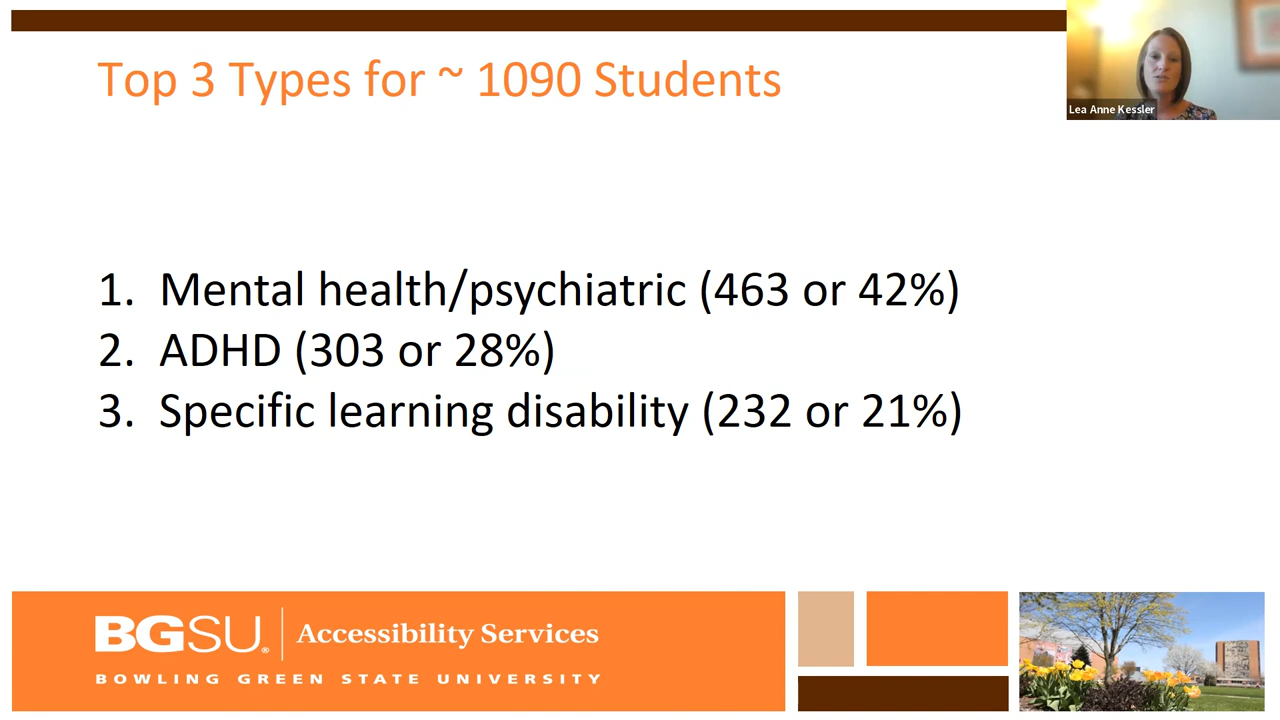 Top 3 Types for ~ 1090 Students
Lea Anne Kessler
1. Mental health/psychiatric (463 or 42%)
2. ADHD (303 or 28%)
3. Specific learning disability (232 or 21%)
BGSU® Accessibility Services
BOWLING GREEN STATE UNIVERSITY